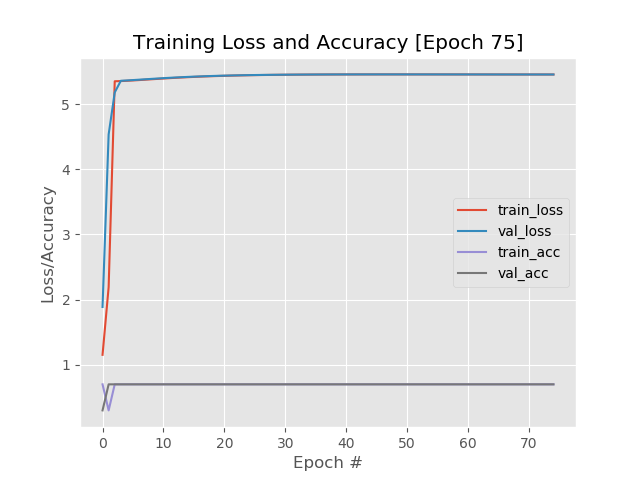 Training Loss and Accuracy [Epoch 75]
5
4
3
2
1
Loss/Accuracy
train_loss
val_loss
train_acc
val_acc
0 10 20 30 40 50 60 70
Epoch #